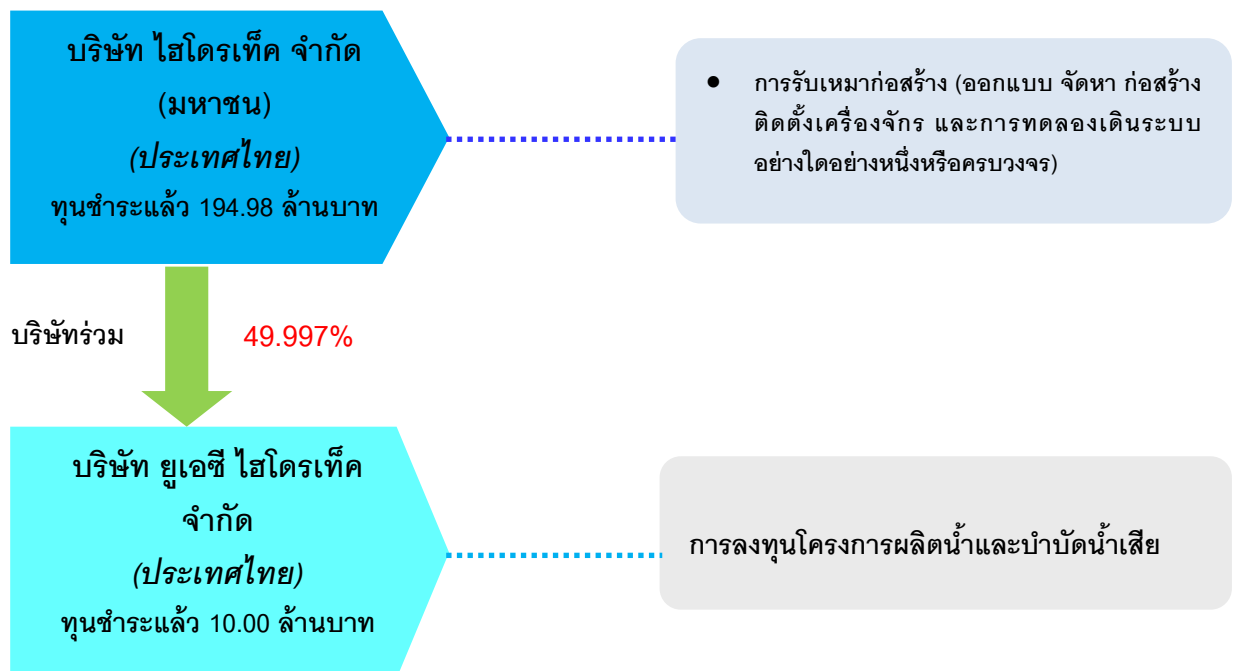 บริษัท ไฮโดรเท็ค จำกัด
(มหาชน)
(ประเทศไทย)
ทุนชำระแล้ว 194.98 ล้านบาท
• การรับเหมาก่อสร้าง (ออกแบบ จัดหา ก่อสร้าง
ติดตั้งเครื่องจักร และการทดลองเดินระบบ
อย่างใดอย่างหนึ่งหรือครบวงจร)
บริษัทร่วม 49.997%
บริษัท ยูเอซี ไฮโดรเท็ค
จำกัด
(ประเทศไทย)
ทุนชำระแล้ว 10.00 ล้านบาท
การลงทุนโครงการผลิตน้ำและบำบัดน้ำเสีย